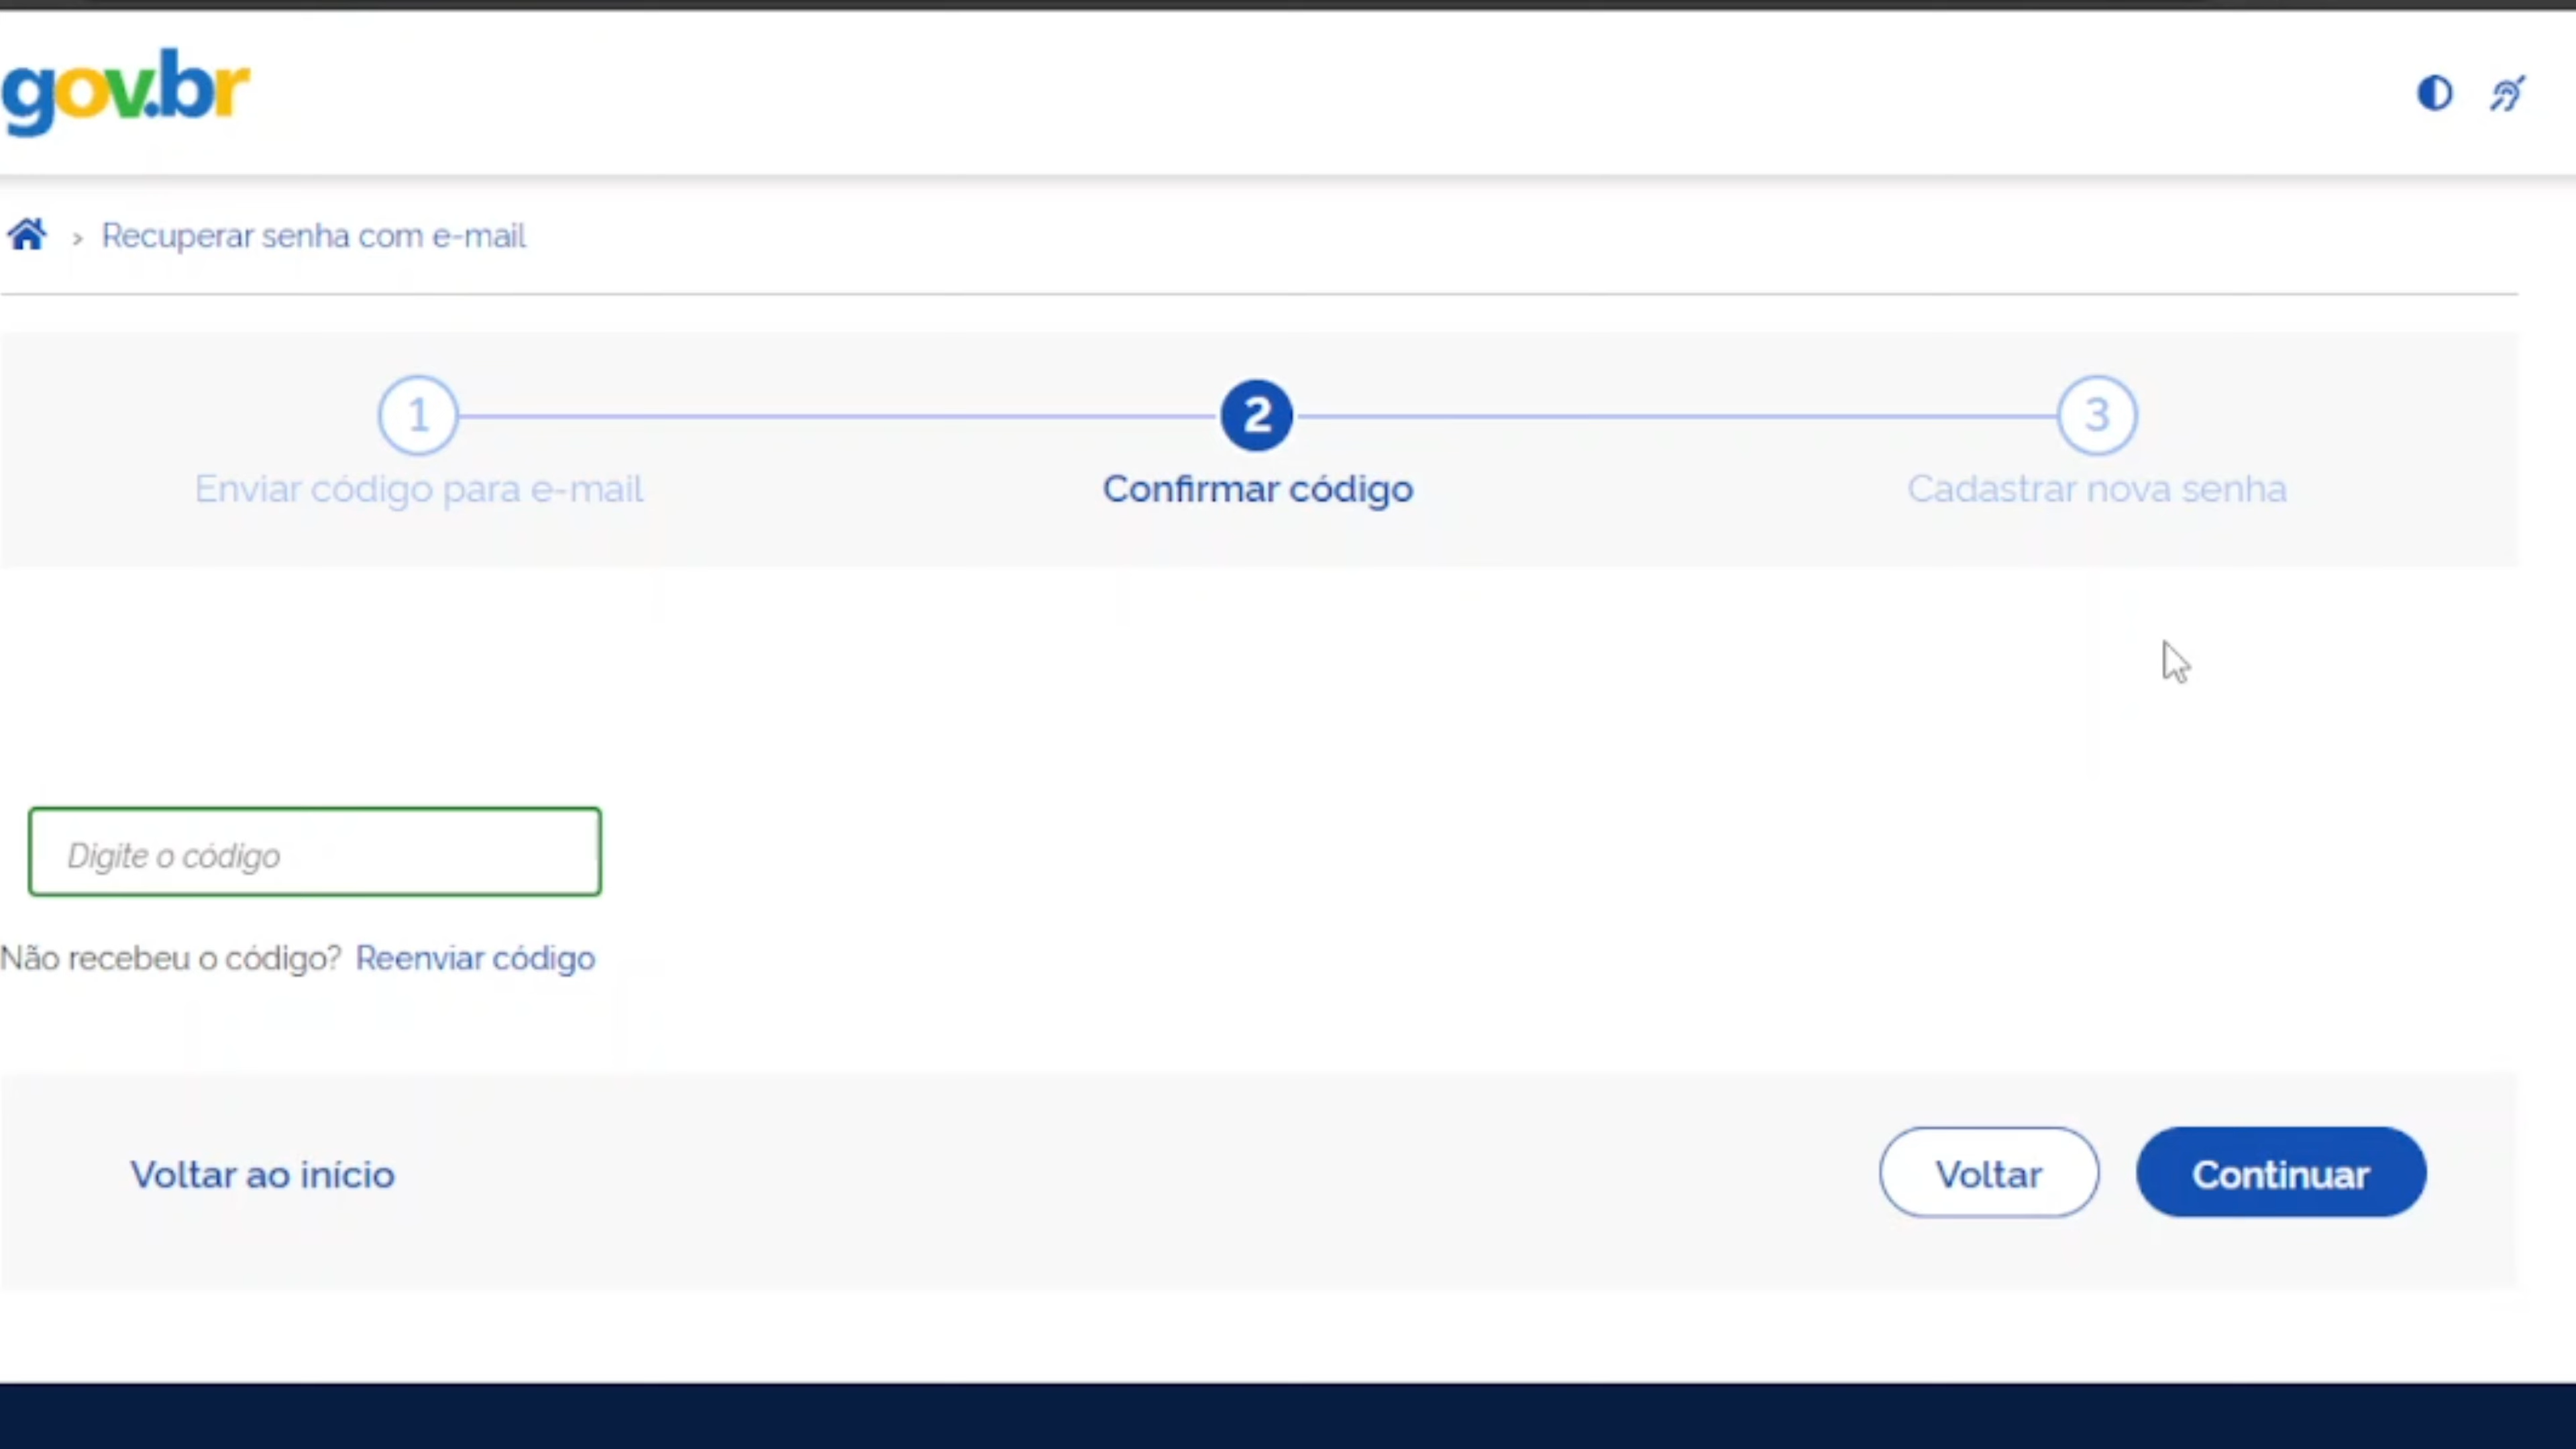 gov.br
> Recuperar senha com e-mail
1 2 3
Enviar código para e-mail Confirmar código Cadastrar nova senha
Digite o código
Não recebeu o código? Reenviar código
Voltar ao início Voltar Continuar